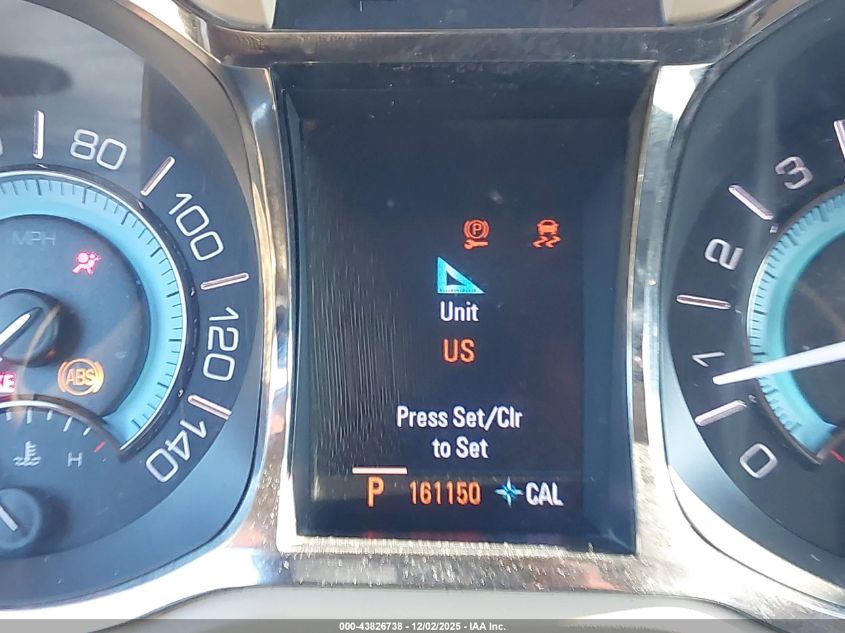 80
100
120
140
MPH
ABS
H
P
Unit
US
Press Set/Clr
to Set
P 161150 CAL
3
2
1
0
000-43826738 - 12/02/2025 - IAA Inc.